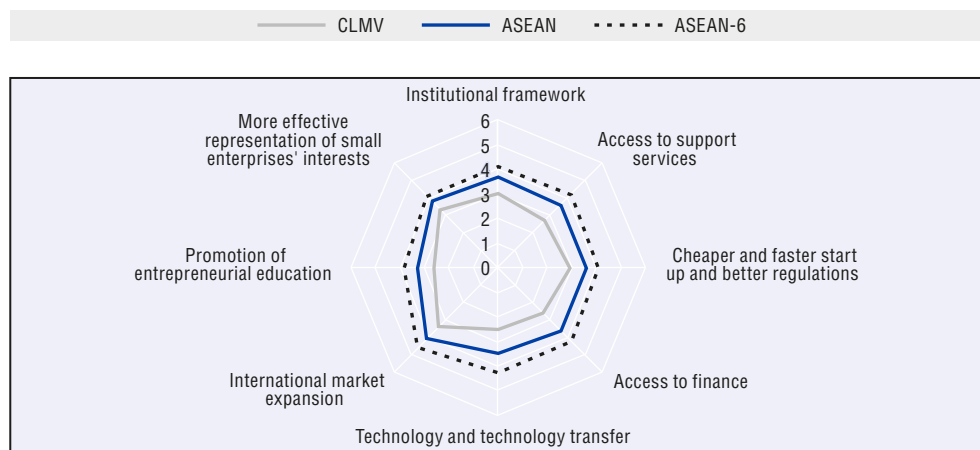 CLMV
ASEAN
ASEAN-6
Institutional framework
More effective
representation of small
enterprises' interests
Access to support
services
6
5
4
3
2
1
0
Promotion of
entrepreneurial education
Cheaper and faster start
up and better regulations
International market
expansion
Access to finance
Technology and technology transfer